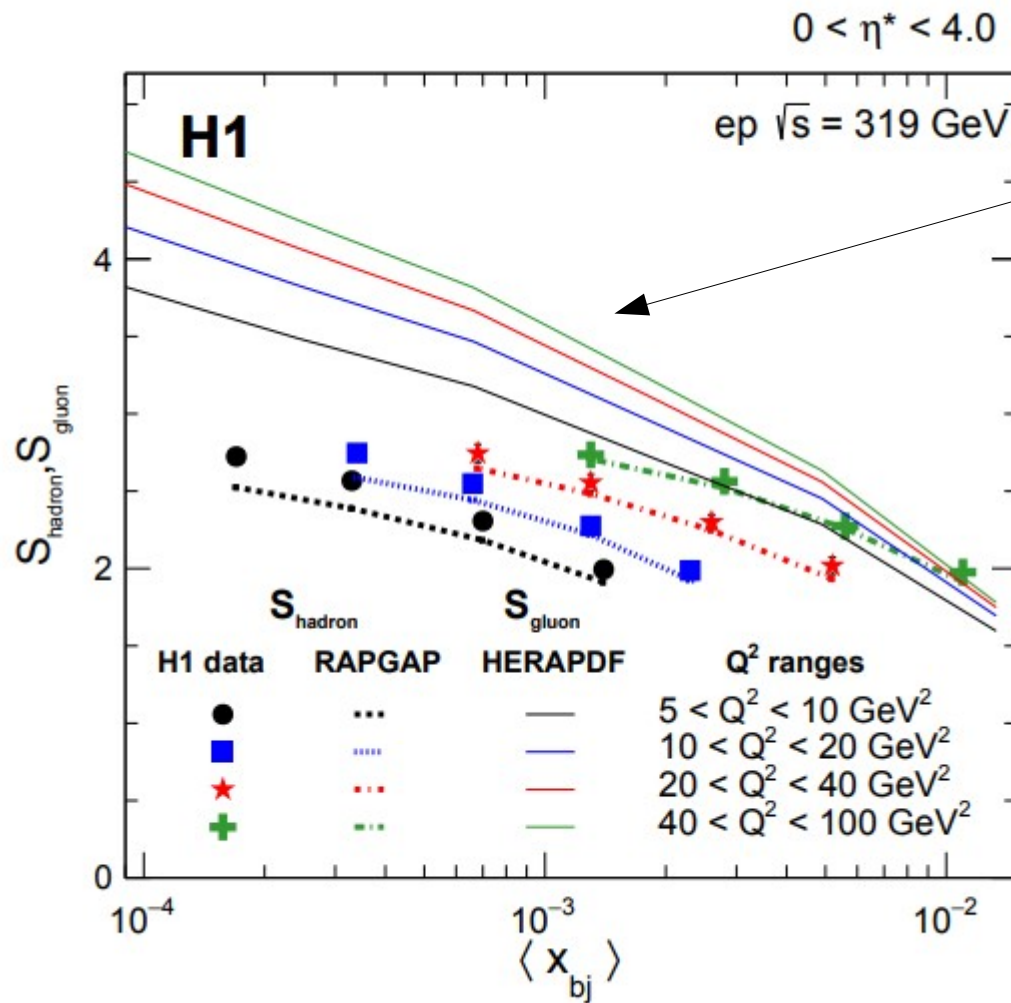 0 < η* < 4.0
H1
ep √s = 319 GeV
S_hadron, S_gluon
4
2
0
S_hadron S_gluon
H1 data RAPGAP HERAPDF Q² ranges
5 < Q² < 10 GeV²
10 < Q² < 20 GeV²
20 < Q² < 40 GeV²
40 < Q² < 100 GeV²
10⁻⁴ 10⁻³ 10⁻²
⟨ x_bj ⟩